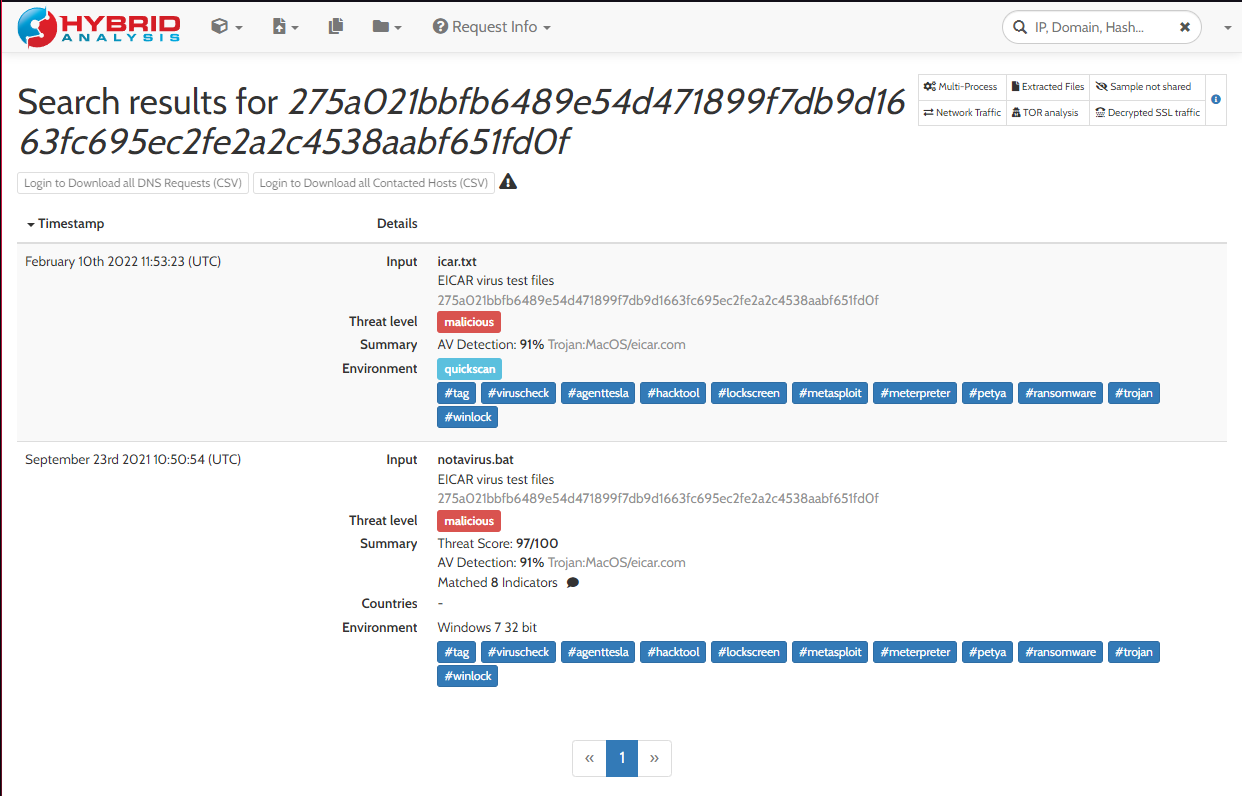 HYBRID
ANALYSIS
Request Info
IP, Domain, Hash...
Search results for 275a021bbfb6489e54d471899f7db9d16
63fc695ec2fe2a2c4538aabf651fd0f
Multi-Process Extracted Files Sample not shared
Network Traffic TOR analysis Decrypted SSL traffic
Login to Download all DNS Requests (CSV) Login to Download all Contacted Hosts (CSV)
Timestamp Details
February 10th 2022 11:53:23 (UTC) Input icar.txt
EICAR virus test files
275a021bbfb6489e54d471899f7db9d1663fc695ec2fe2a2c4538aabf651fd0f
Threat level malicious
Summary AV Detection: 91% Trojan:MacOS/eicar.com
Environment quickscan
#tag #viruscheck #agenttesla #hacktool #lockscreen #metasploit #meterpreter #petya #ransomware #trojan
#winlock
September 23rd 2021 10:50:54 (UTC) Input notavirus.bat
EICAR virus test files
275a021bbfb6489e54d471899f7db9d1663fc695ec2fe2a2c4538aabf651fd0f
Threat level malicious
Summary Threat Score: 97/100
AV Detection: 91% Trojan:MacOS/eicar.com
Matched 8 Indicators
Countries -
Environment Windows 7 32 bit
#tag #viruscheck #agenttesla #hacktool #lockscreen #metasploit #meterpreter #petya #ransomware #trojan
#winlock
« 1 »